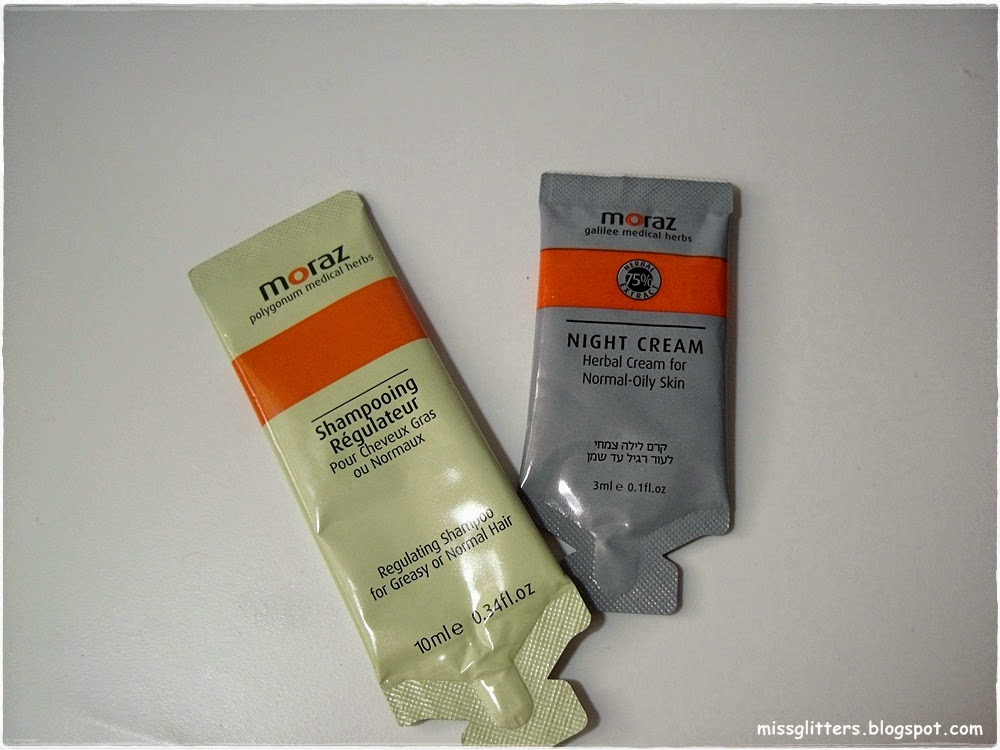 moraz
polygonum medical herbs
Shampooing
Régulateur
Pour Cheveux Gras
ou Normaux
Regulating Shampoo
for Greasy or Normal Hair
10ml e 0.34fl.oz
moraz
galilee medical herbs
HERBAL
75%
EXTRACT
NIGHT CREAM
Herbal Cream for
Normal-Oily Skin
קרם לילה צמחי
לעור רגיל עד שמן
3ml e 0.1fl.oz
missglitters.blogspot.com